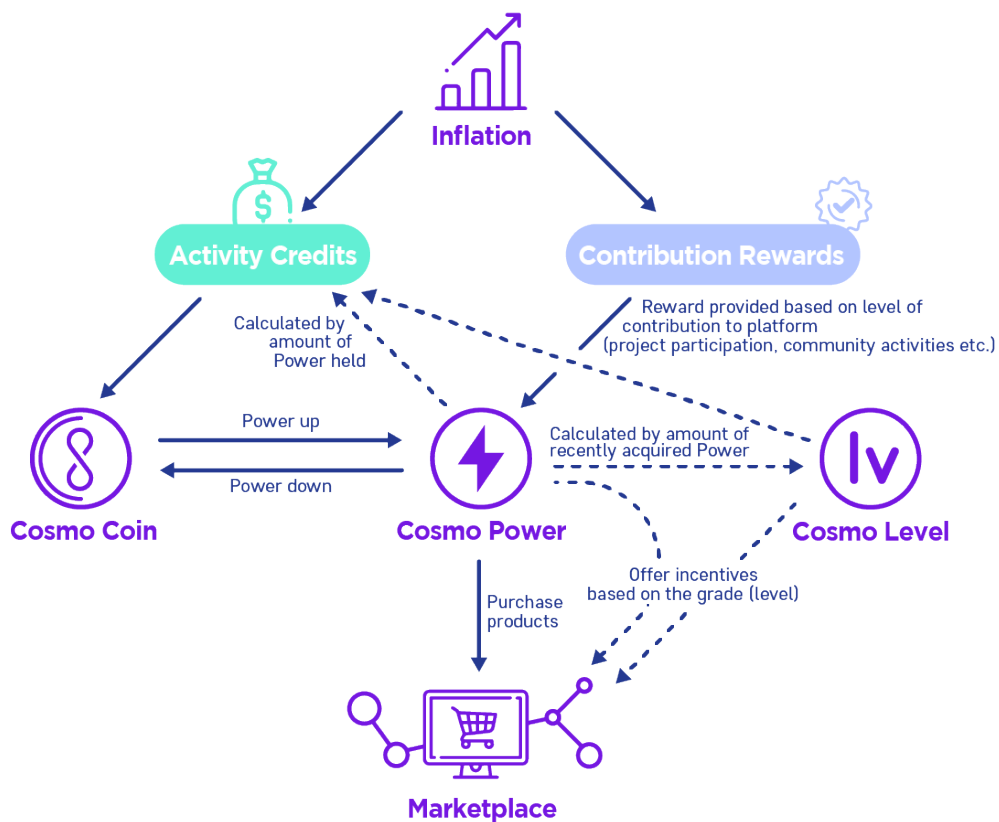 Inflation
$
Activity Credits
Contribution Rewards
Reward provided based on level of
contribution to platform
(project participation, community activities etc.)
Calculated by
amount of
Power held
Power up
Power down
Calculated by amount of
recently acquired Power
lv
Cosmo Coin
Cosmo Power
Cosmo Level
Offer incentives
based on the grade (level)
Purchase
products
Marketplace